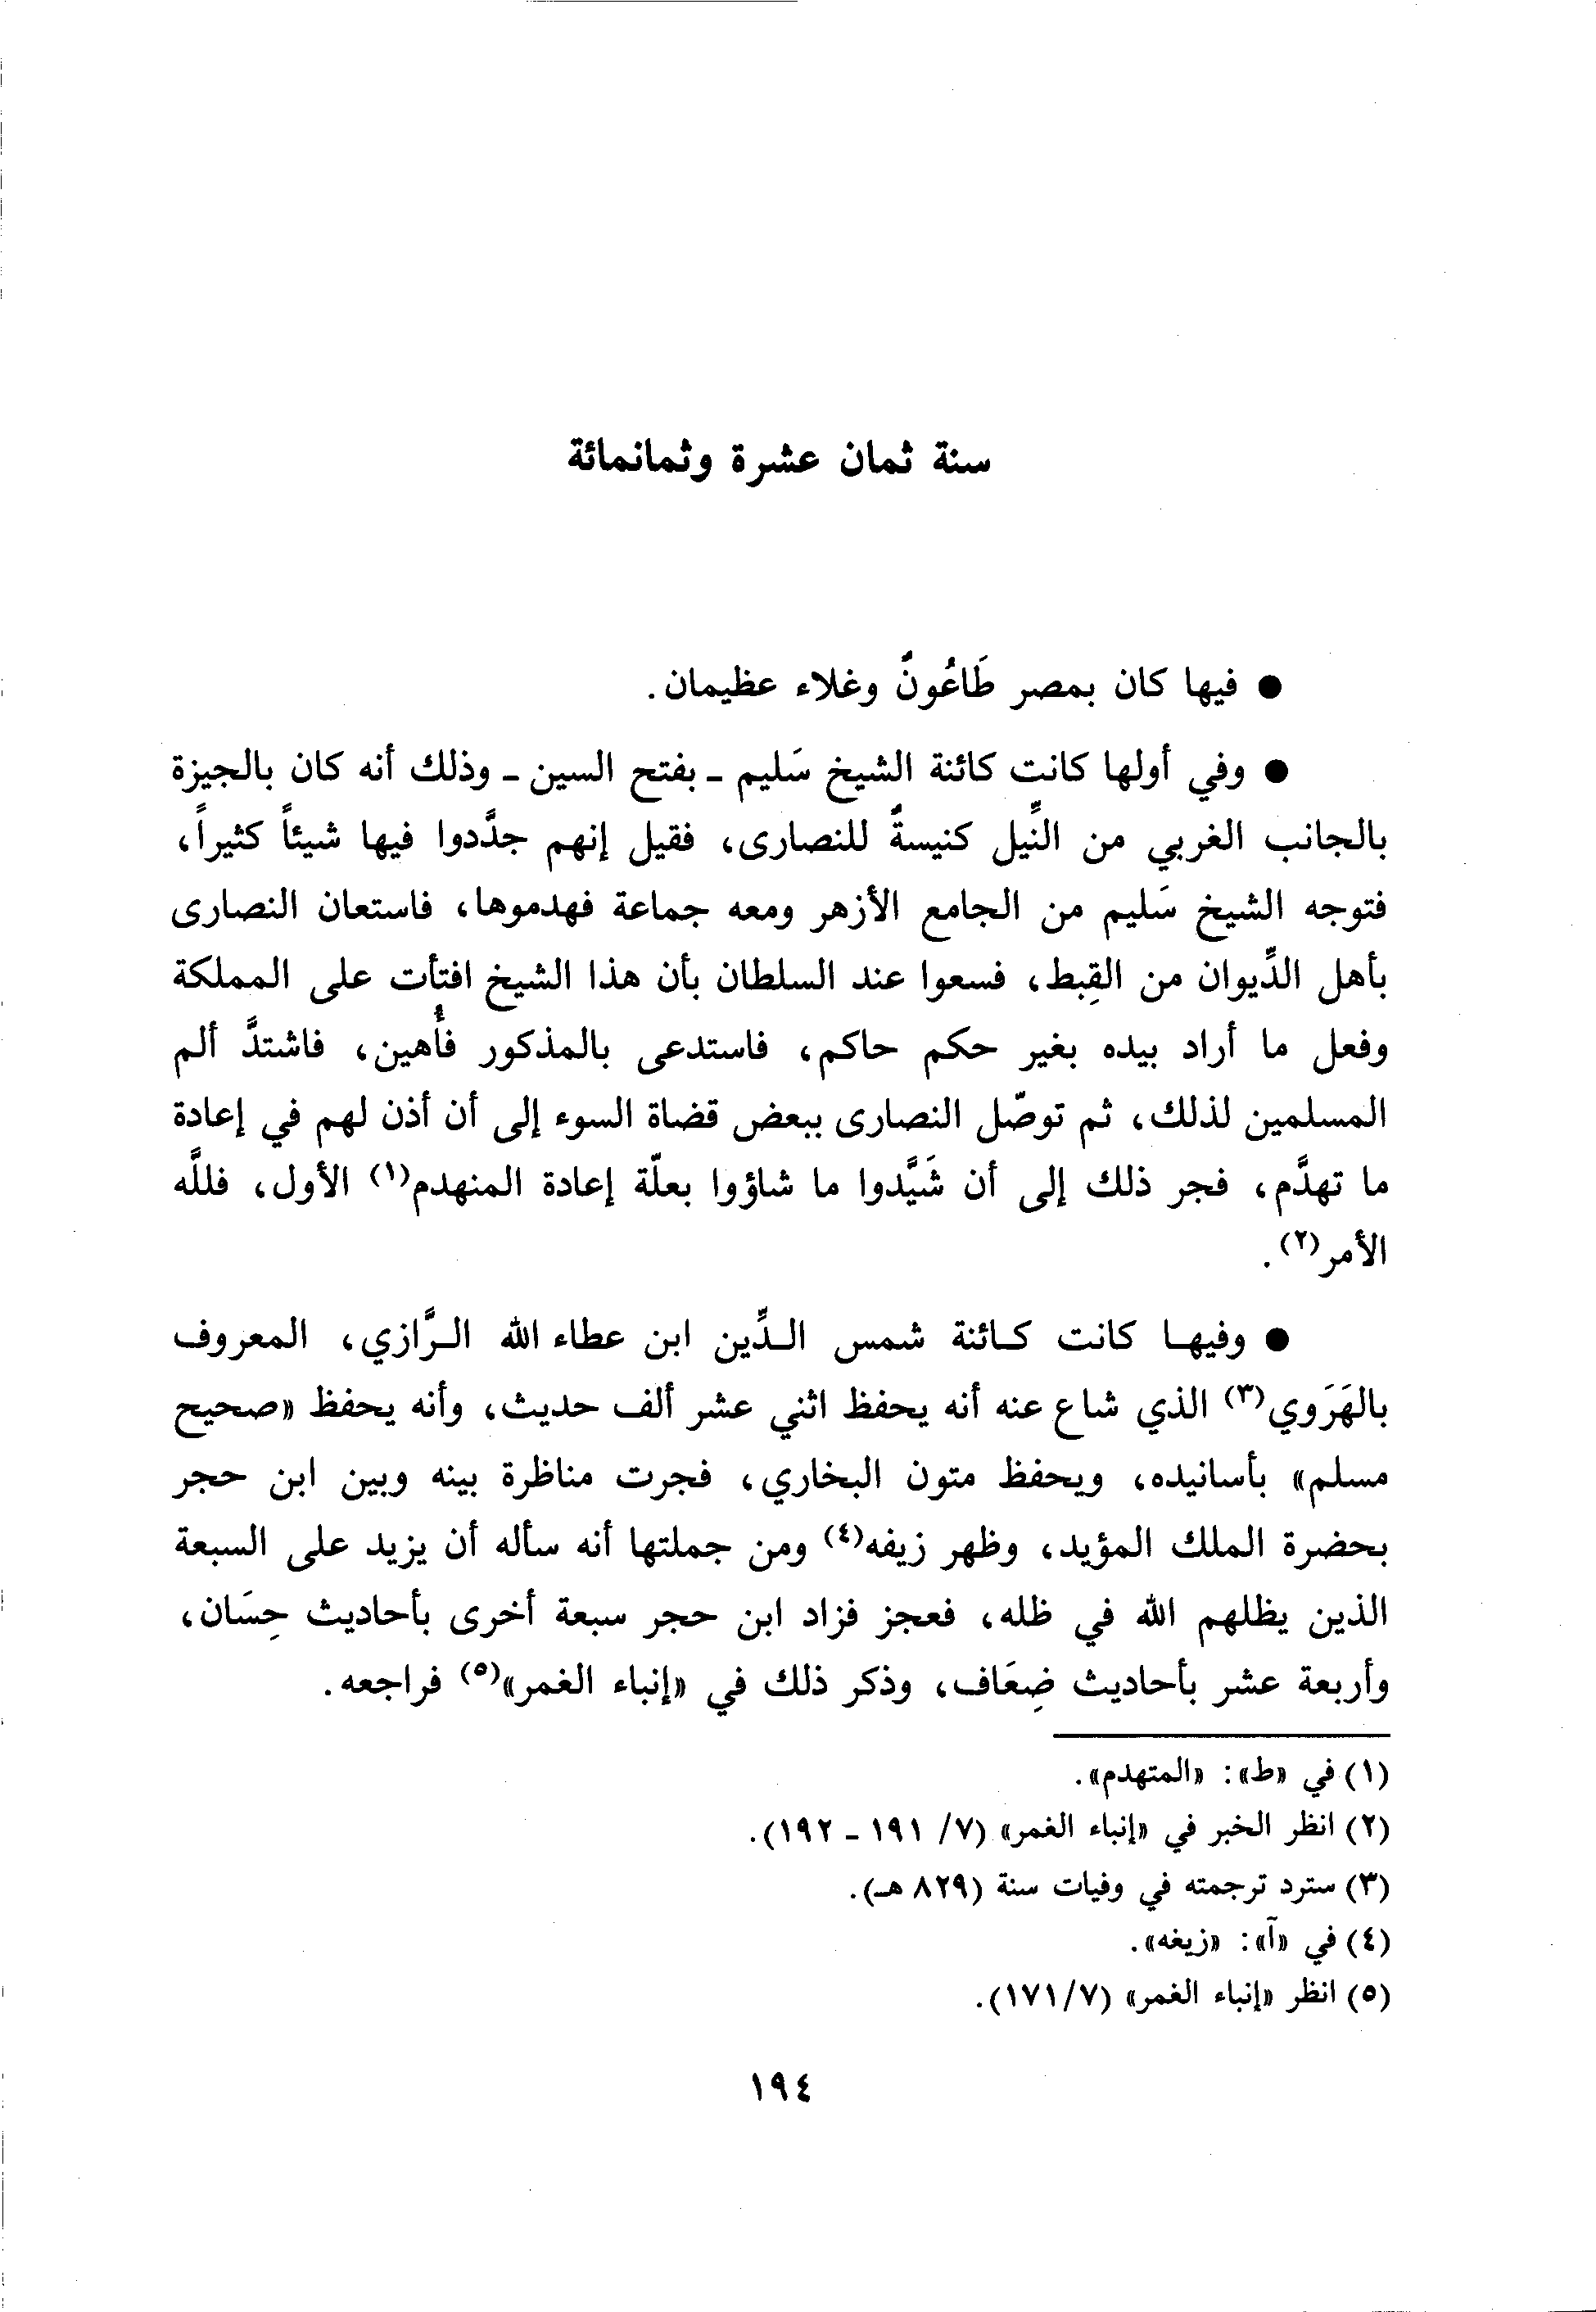 سنة ثمان عشرة وثمانمائة
● فيها كان بمصر طَاعُونٌ وغلاء عظيمان.
● وفي أولها كانت كائنة الشيخ سَليم - بفتح السين - وذلك أنه كان بالجيزة
بالجانب الغربي من النِّيل كنيسةٌ للنصارى، فقيل إنهم جدَّدوا فيها شيئاً كثيراً،
فتوجه الشيخ سَليم من الجامع الأزهر ومعه جماعة فهدموها، فاستعان النصارى
بأهل الدِّيوان من القِبط، فسعوا عند السلطان بأن هذا الشيخ افتأت على المملكة
وفعل ما أراد بيده بغير حكم حاكم، فاستدعى بالمذكور فأُهين، فاشتدَّ ألم
المسلمين لذلك، ثم توصّل النصارى ببعض قضاة السوء إلى أن أذن لهم في إعادة
ما تهدَّم، فجر ذلك إلى أن شَيَّدوا ما شاؤوا بعلّة إعادة المنهدم(١) الأول، فللَّه
الأمر(٢).
● وفيهـا كانت كـائنة شمس الـدِّين ابن عطاء الله الـرَّازي، المعروف
بالهَرَوي(٣) الذي شاع عنه أنه يحفظ اثني عشر ألف حديث، وأنه يحفظ «صحيح
مسلم» بأسانيده، ويحفظ متون البخاري، فجرت مناظرة بينه وبين ابن حجر
بحضرة الملك المؤيد، وظهر زيفه(٤) ومن جملتها أنه سأله أن يزيد على السبعة
الذين يظلهم الله في ظله، فعجز فزاد ابن حجر سبعة أخرى بأحاديث حِسَان،
وأربعة عشر بأحاديث ضِعَاف، وذكر ذلك في «إنباء الغمر»(٥) فراجعه.
(١) في «ط»: «المتهدم».
(٢) انظر الخبر في «إنباء الغمر» (٧/ ١٩١ - ١٩٢).
(٣) سترد ترجمته في وفيات سنة (٨٢٩ هـ).
(٤) في «آ»: «زيغه».
(٥) انظر «إنباء الغمر» (٧/١٧١).
١٩٤